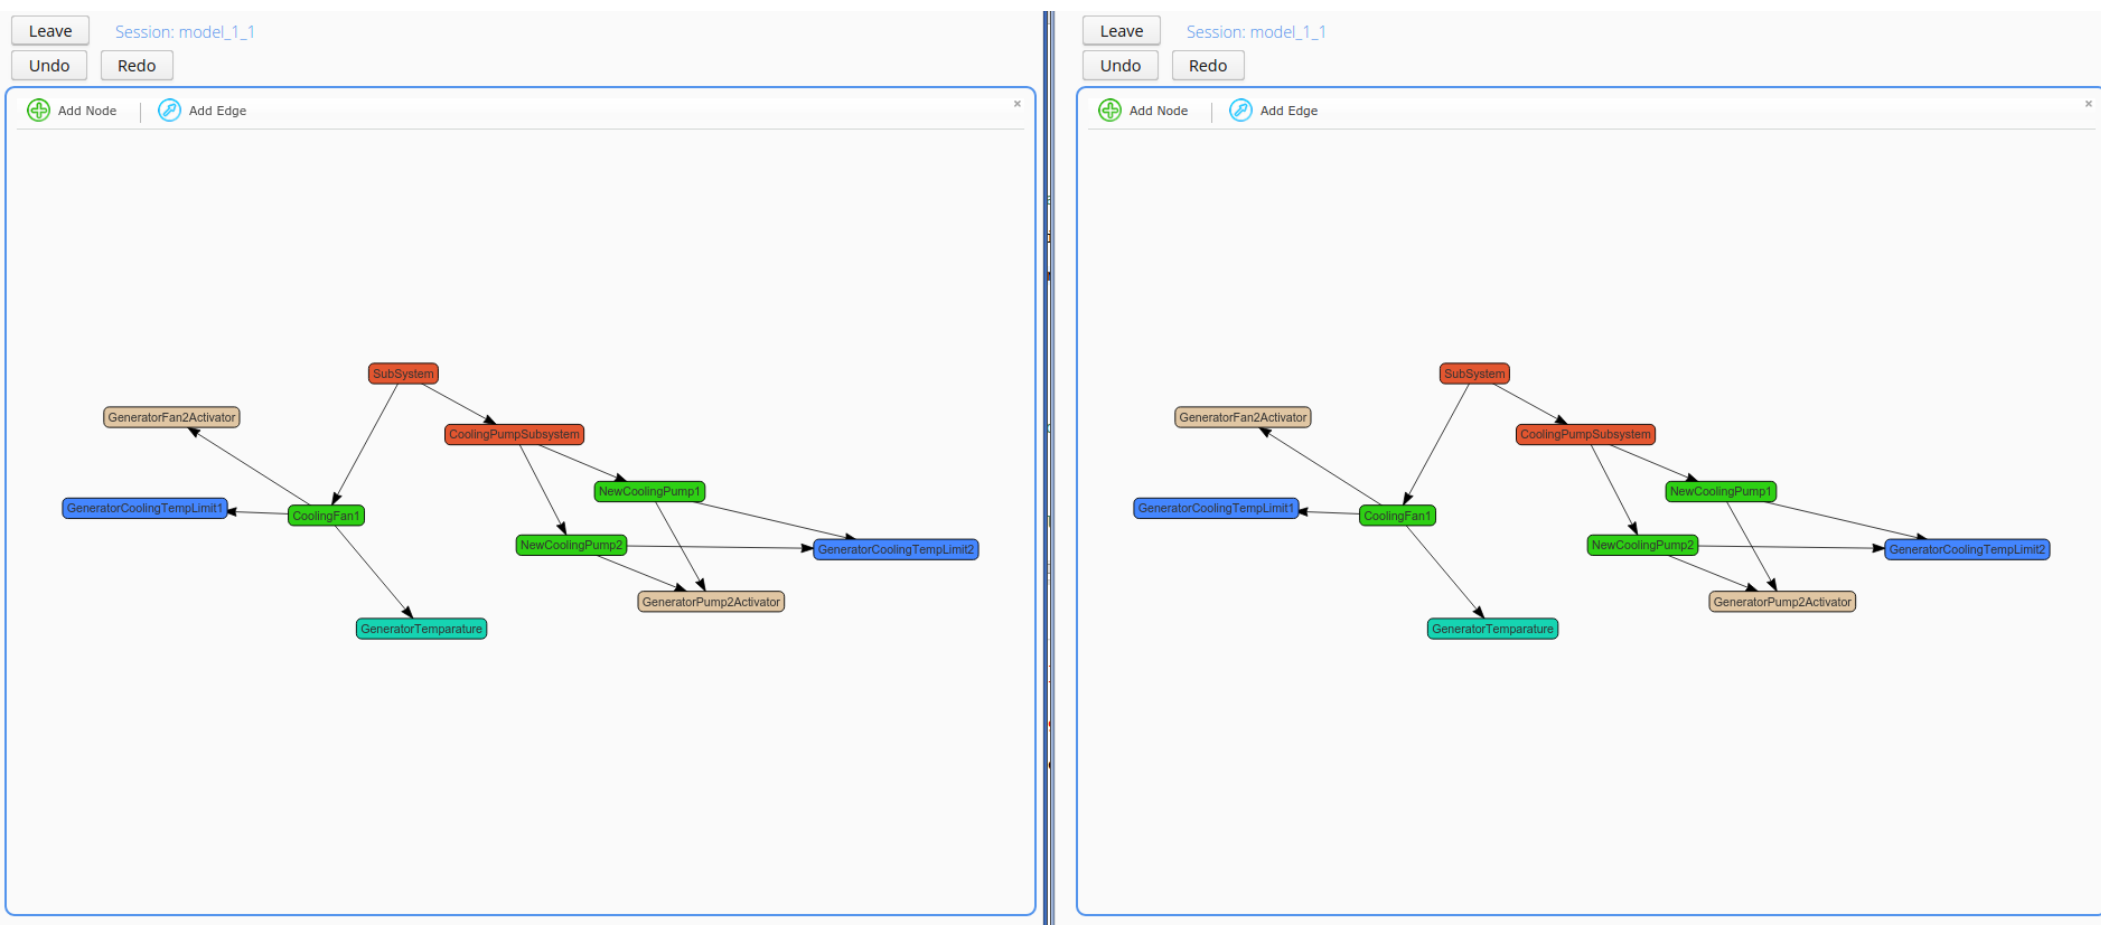 Leave Session: model_1_1
Undo Redo
Add Node Add Edge ×
SubSystem
GeneratorFan2Activator
CoolingPumpSubsystem
NewCoolingPump1
GeneratorCoolingTempLimit1
CoolingFan1
NewCoolingPump2
GeneratorCoolingTempLimit2
GeneratorPump2Activator
GeneratorTemparature
Leave Session: model_1_1
Undo Redo
Add Node Add Edge ×
SubSystem
GeneratorFan2Activator
CoolingPumpSubsystem
NewCoolingPump1
GeneratorCoolingTempLimit1
CoolingFan1
NewCoolingPump2
GeneratorCoolingTempLimit2
GeneratorPump2Activator
GeneratorTemparature